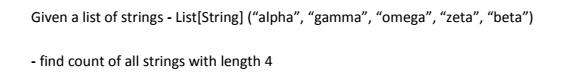 Given a list of strings - List[String] (“alpha”, “gamma”, “omega”, “zeta”, “beta”)
- find count of all strings with length 4